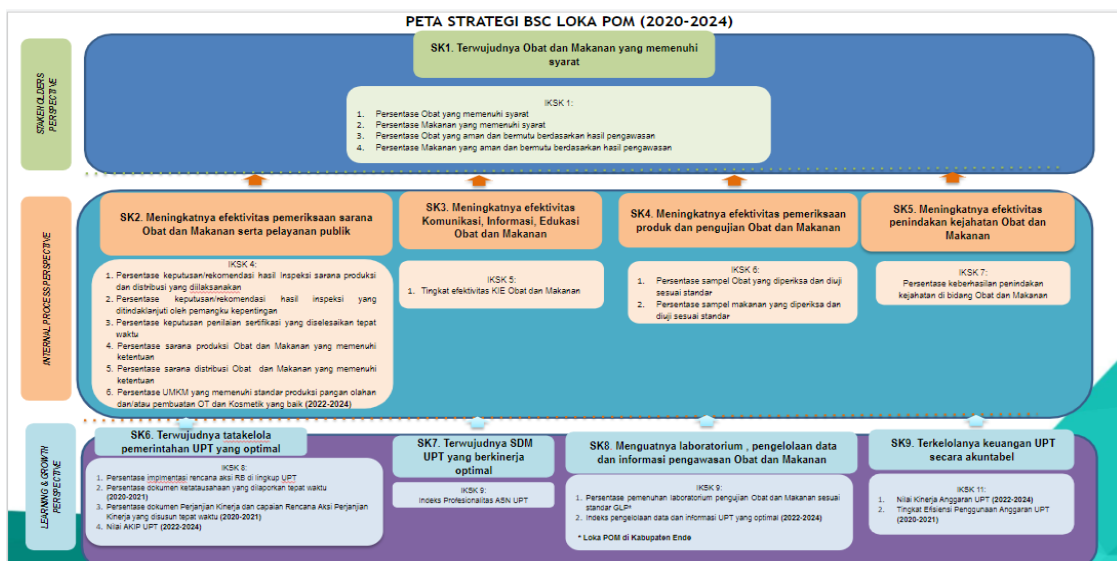 PETA STRATEGI BSC LOKA POM (2020-2024)
STAKEHOLDERS
PERSPECTIVE
SK1. Terwujudnya Obat dan Makanan yang memenuhi
syarat
IKSK 1:
1. Persentase Obat yang memenuhi syarat
2. Persentase Makanan yang memenuhi syarat
3. Persentase Obat yang aman dan bermutu berdasarkan hasil pengawasan
4. Persentase Makanan yang aman dan bermutu berdasarkan hasil pengawasan
INTERNAL PROCESS PERSPECTIVE
SK2. Meningkatnya efektivitas pemeriksaan sarana
Obat dan Makanan serta pelayanan publik
IKSK 4:
1. Persentase keputusan/rekomendasi hasil Inspeksi sarana produksi
dan distribusi yang diilaksanakan
2. Persentase keputusan/rekomendasi hasil inspeksi yang
ditindaklanjuti oleh pemangku kepentingan
3. Persentase keputusan penilaian sertifikasi yang diselesaikan tepat
waktu
4. Persentase sarana produksi Obat dan Makanan yang memenuhi
ketentuan
5. Persentase sarana distribusi Obat dan Makanan yang memenuhi
ketentuan
6. Persentase UMKM yang memenuhi standar produksi pangan olahan
dan/atau pembuatan OT dan Kosmetik yang baik (2022-2024)
SK3. Meningkatnya efektivitas
Komunikasi, Informasi, Edukasi
Obat dan Makanan
IKSK 5:
1. Tingkat efektivitas KIE Obat dan Makanan
SK4. Meningkatnya efektivitas pemeriksaan
produk dan pengujian Obat dan Makanan
IKSK 6:
1. Persentase sampel Obat yang diperiksa dan diuji
sesuai standar
2. Persentase sampel makanan yang diperiksa dan
diuji sesuai standar
SK5. Meningkatnya efektivitas
penindakan kejahatan Obat dan
Makanan
IKSK 7:
Persentase keberhasilan penindakan
kejahatan di bidang Obat dan Makanan
LEARNING & GROWTH
PERSPECTIVE
SK6. Terwujudnya tatakelola
pemerintahan UPT yang optimal
IKSK 8:
1. Persentase implmentasi rencana aksi RB di lingkup UPT
2. Persentase dokumen ketatausahaan yang dilaporkan tepat waktu
(2020-2021)
3. Persentase dokumen Perjanjian Kinerja dan capaian Rencana Aksi Perjanjian
Kinerja yang disusun tepat waktu (2020-2021)
4. Nilai AKIP UPT (2022-2024)
SK7. Terwujudnya SDM
UPT yang berkinerja
optimal
IKSK 9:
Indeks Profesionalitas ASN UPT
SK8. Menguatnya laboratorium , pengelolaan data
dan informasi pengawasan Obat dan Makanan
IKSK 9:
1. Persentase pemenuhan laboratorium pengujian Obat dan Makanan sesuai
standar GLP*
2. Indeks pengelolaan data dan informasi UPT yang optimal (2022-2024)
* Loka POM di Kabupaten Ende
SK9. Terkelolanya keuangan UPT
secara akuntabel
IKSK 11:
1. Nilai Kinerja Anggaran UPT (2022-2024)
2. Tingkat Efisiensi Penggunaan Anggaran UPT
(2020-2021)